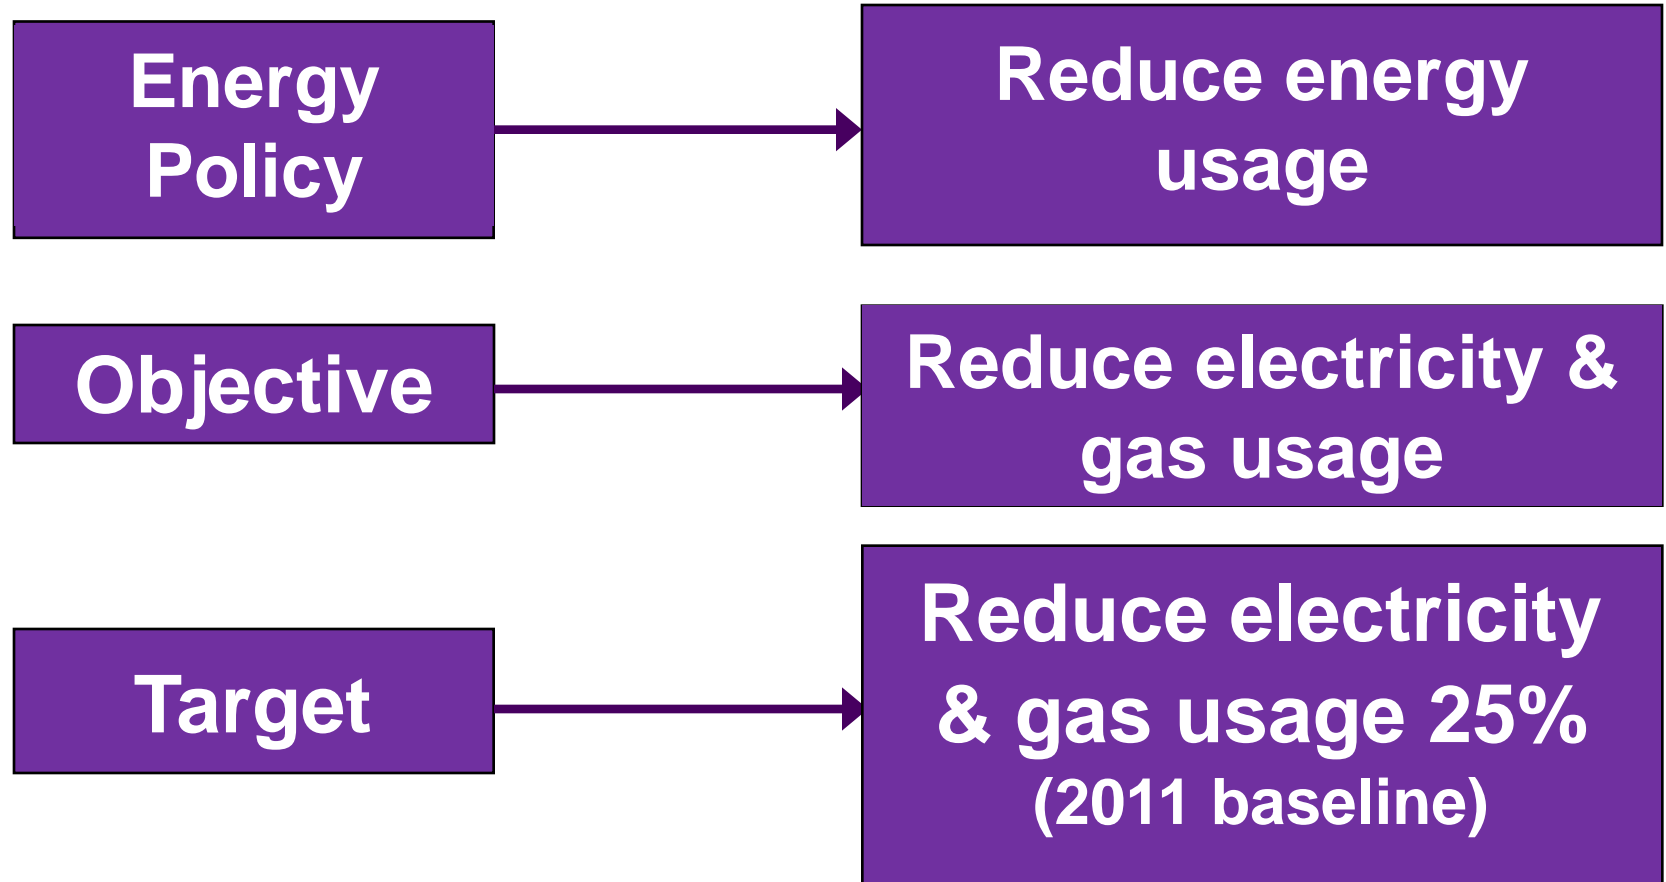 Energy
Policy
Reduce energy
usage
Objective
Reduce electricity &
gas usage
Target
Reduce electricity
& gas usage 25%
(2011 baseline)